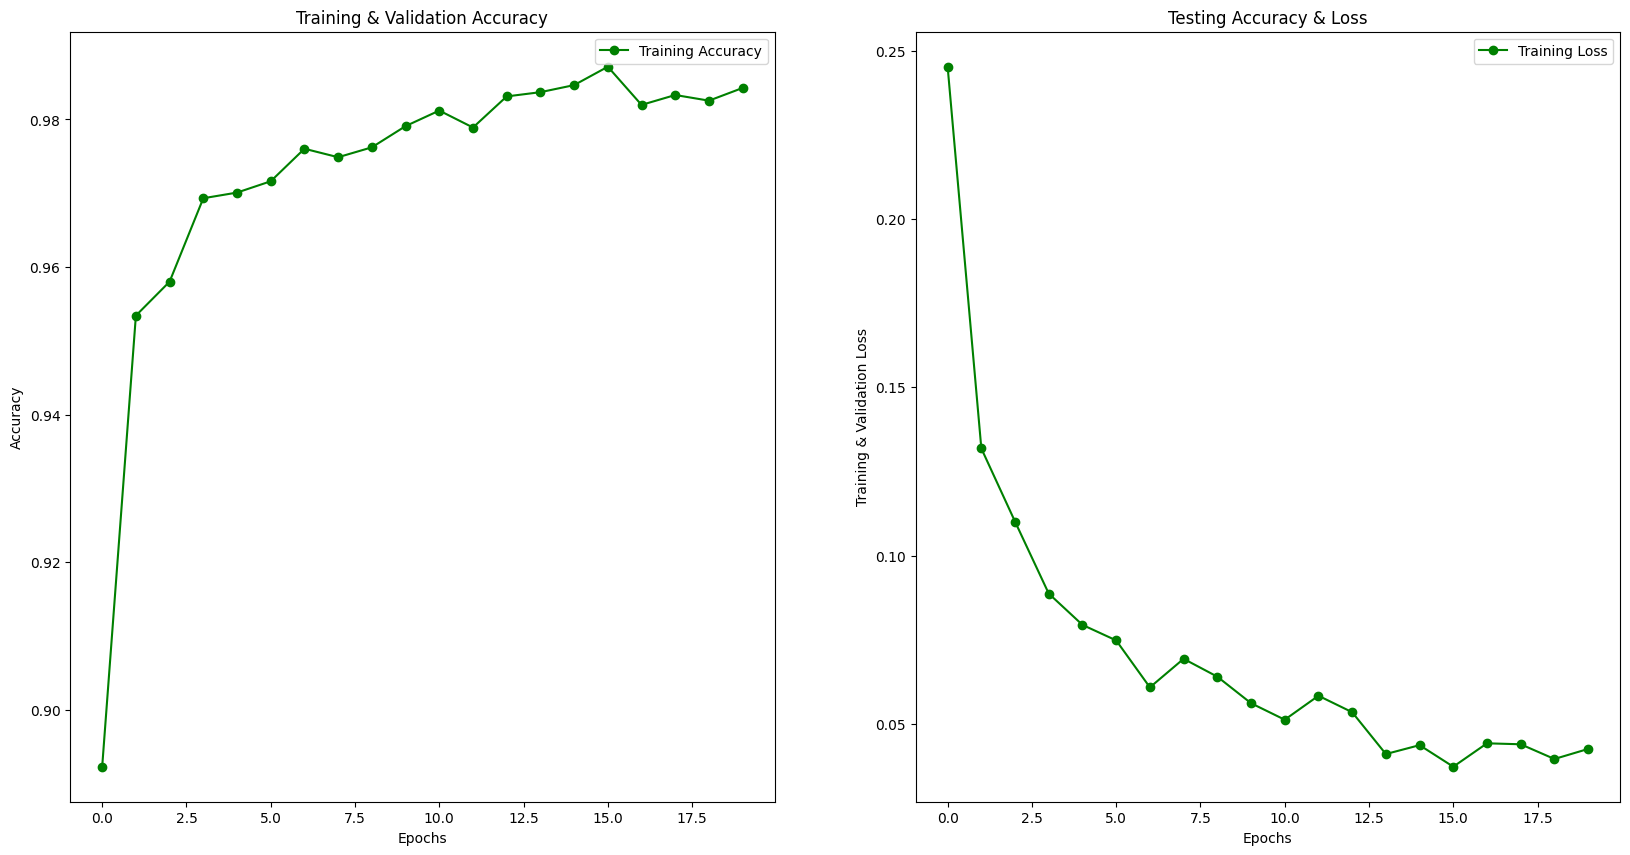 Training & Validation Accuracy
Training Accuracy
Accuracy
0.98
0.96
0.94
0.92
0.90
0.0 2.5 5.0 7.5 10.0 12.5 15.0 17.5
Epochs
Testing Accuracy & Loss
Training Loss
Training & Validation Loss
0.25
0.20
0.15
0.10
0.05
0.0 2.5 5.0 7.5 10.0 12.5 15.0 17.5
Epochs